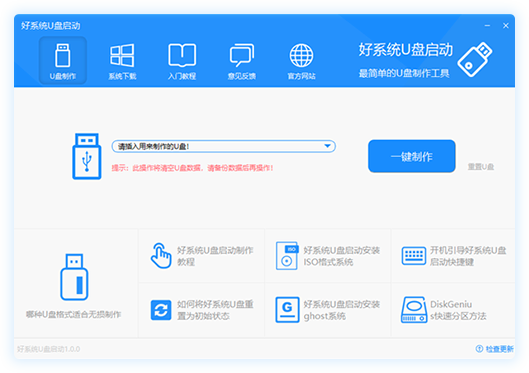 好系统U盘启动
U盘制作
系统下载
入门教程
意见反馈
官方网站
好系统U盘启动
最简单的U盘制作工具
请插入用来制作的U盘!
提示：此操作将清空U盘数据，请备份数据后再操作!
一键制作
重置U盘
哪种U盘格式适合无损制作
好系统U盘启动制作
教程
ISO
好系统U盘启动安装
ISO格式系统
开机引导好系统U盘
启动快捷键
如何将好系统U盘重
置为初始状态
G
好系统U盘启动安装
ghost系统
DiskGeniu
s快速分区方法
好系统U盘启动1.0.0
检查更新